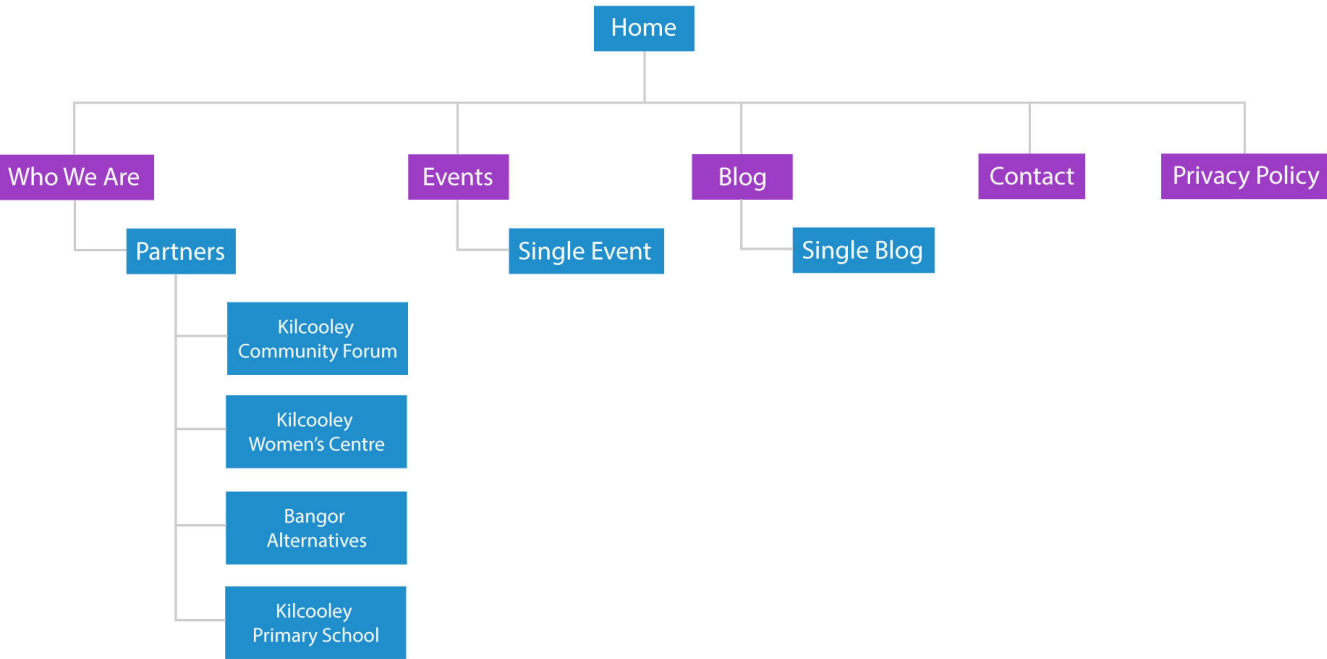 Home
Who We Are
Events
Blog
Contact
Privacy Policy
Partners
Single Event
Single Blog
Kilcooley
Community Forum
Kilcooley
Women's Centre
Bangor
Alternatives
Kilcooley
Primary School